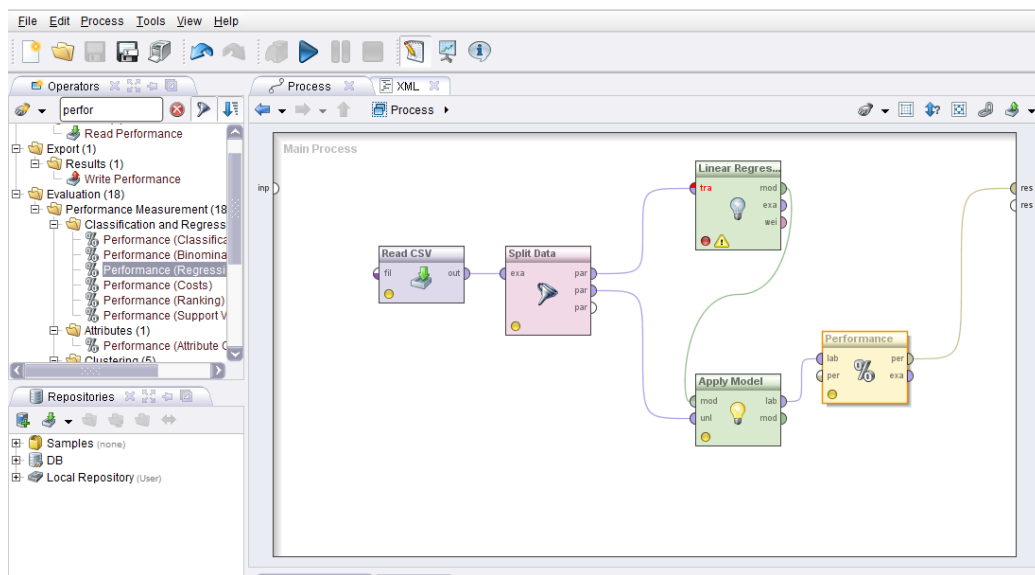 File Edit Process Tools View Help
Operators
perfor
Read Performance
Export (1)
Results (1)
Write Performance
Evaluation (18)
Performance Measurement (18
Classification and Regress
Performance (Classifica
Performance (Binomina
Performance (Regressi
Performance (Costs)
Performance (Ranking)
Performance (Support V
Attributes (1)
Performance (Attribute C
Clustering (5)
Repositories
Samples (none)
DB
Local Repository (User)
Process XML
Process
Main Process
inp
res
res
Read CSV
fil out
Split Data
exa par
par
par
Linear Regres...
tra mod
exa
wei
Apply Model
mod lab
unl mod
Performance
lab per
per exa